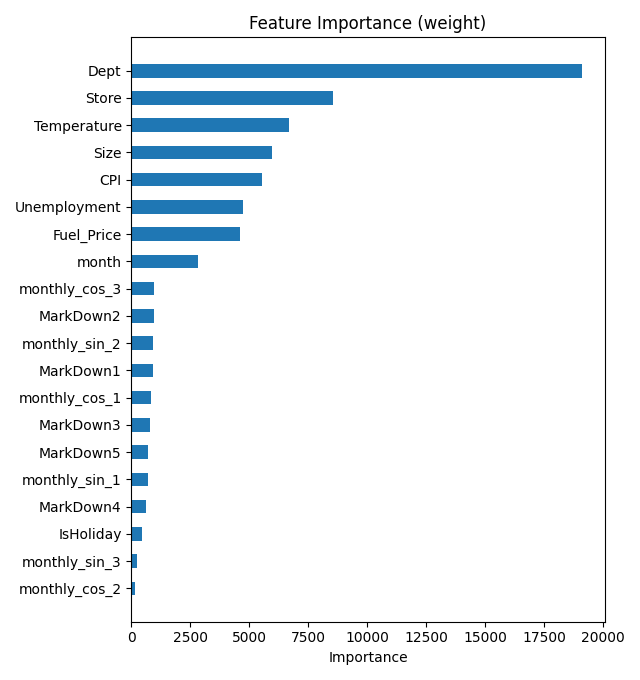 Feature Importance (weight)
Dept
Store
Temperature
Size
CPI
Unemployment
Fuel_Price
month
monthly_cos_3
MarkDown2
monthly_sin_2
MarkDown1
monthly_cos_1
MarkDown3
MarkDown5
monthly_sin_1
MarkDown4
IsHoliday
monthly_sin_3
monthly_cos_2
0 2500 5000 7500 10000 12500 15000 17500 20000
Importance